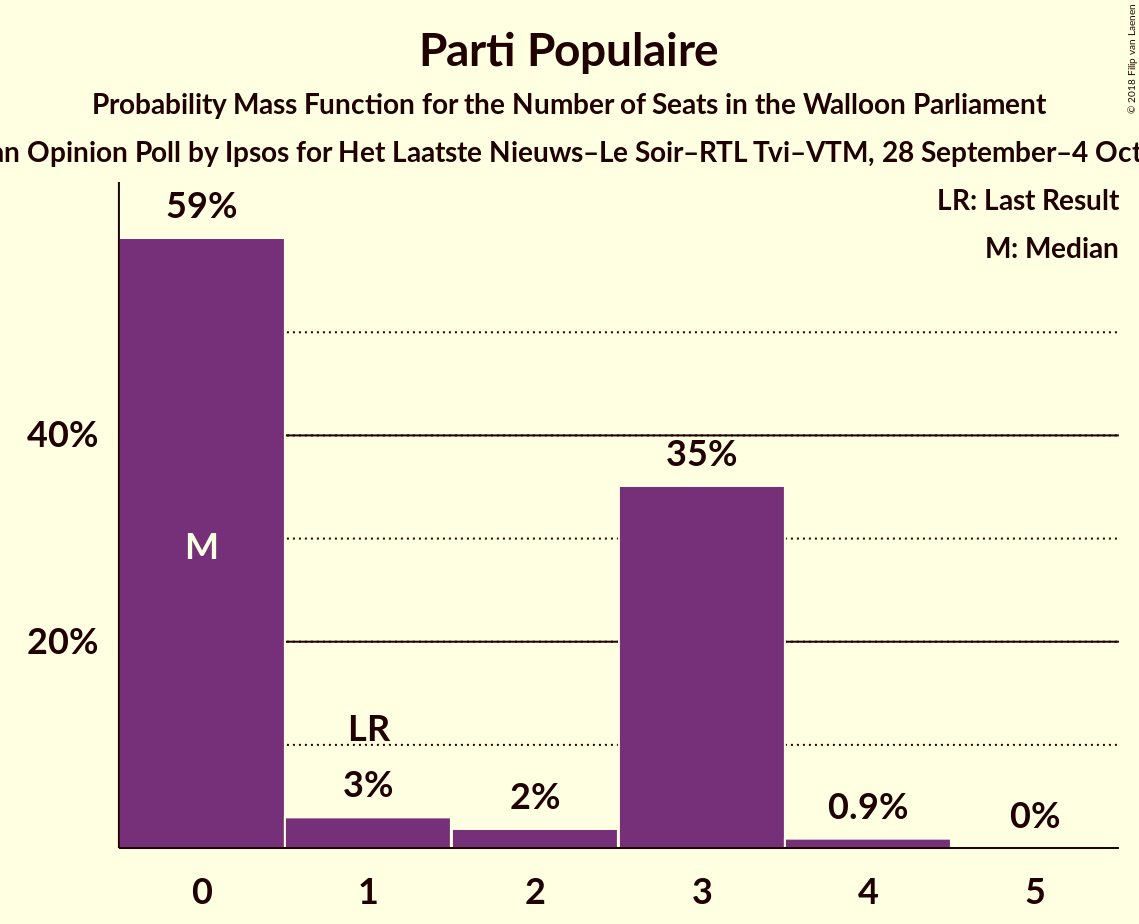 Parti Populaire
Probability Mass Function for the Number of Seats in the Walloon Parliament
Opinion Poll by Ipsos for Het Laatste Nieuws–Le Soir–RTL Tvi–VTM, 28 September–4
© 2018 Filip van Laenen
LR: Last Result
M: Median
59%
40%
35%
M
20%
LR
3%
2%
0.9%
0%
0 1 2 3 4 5